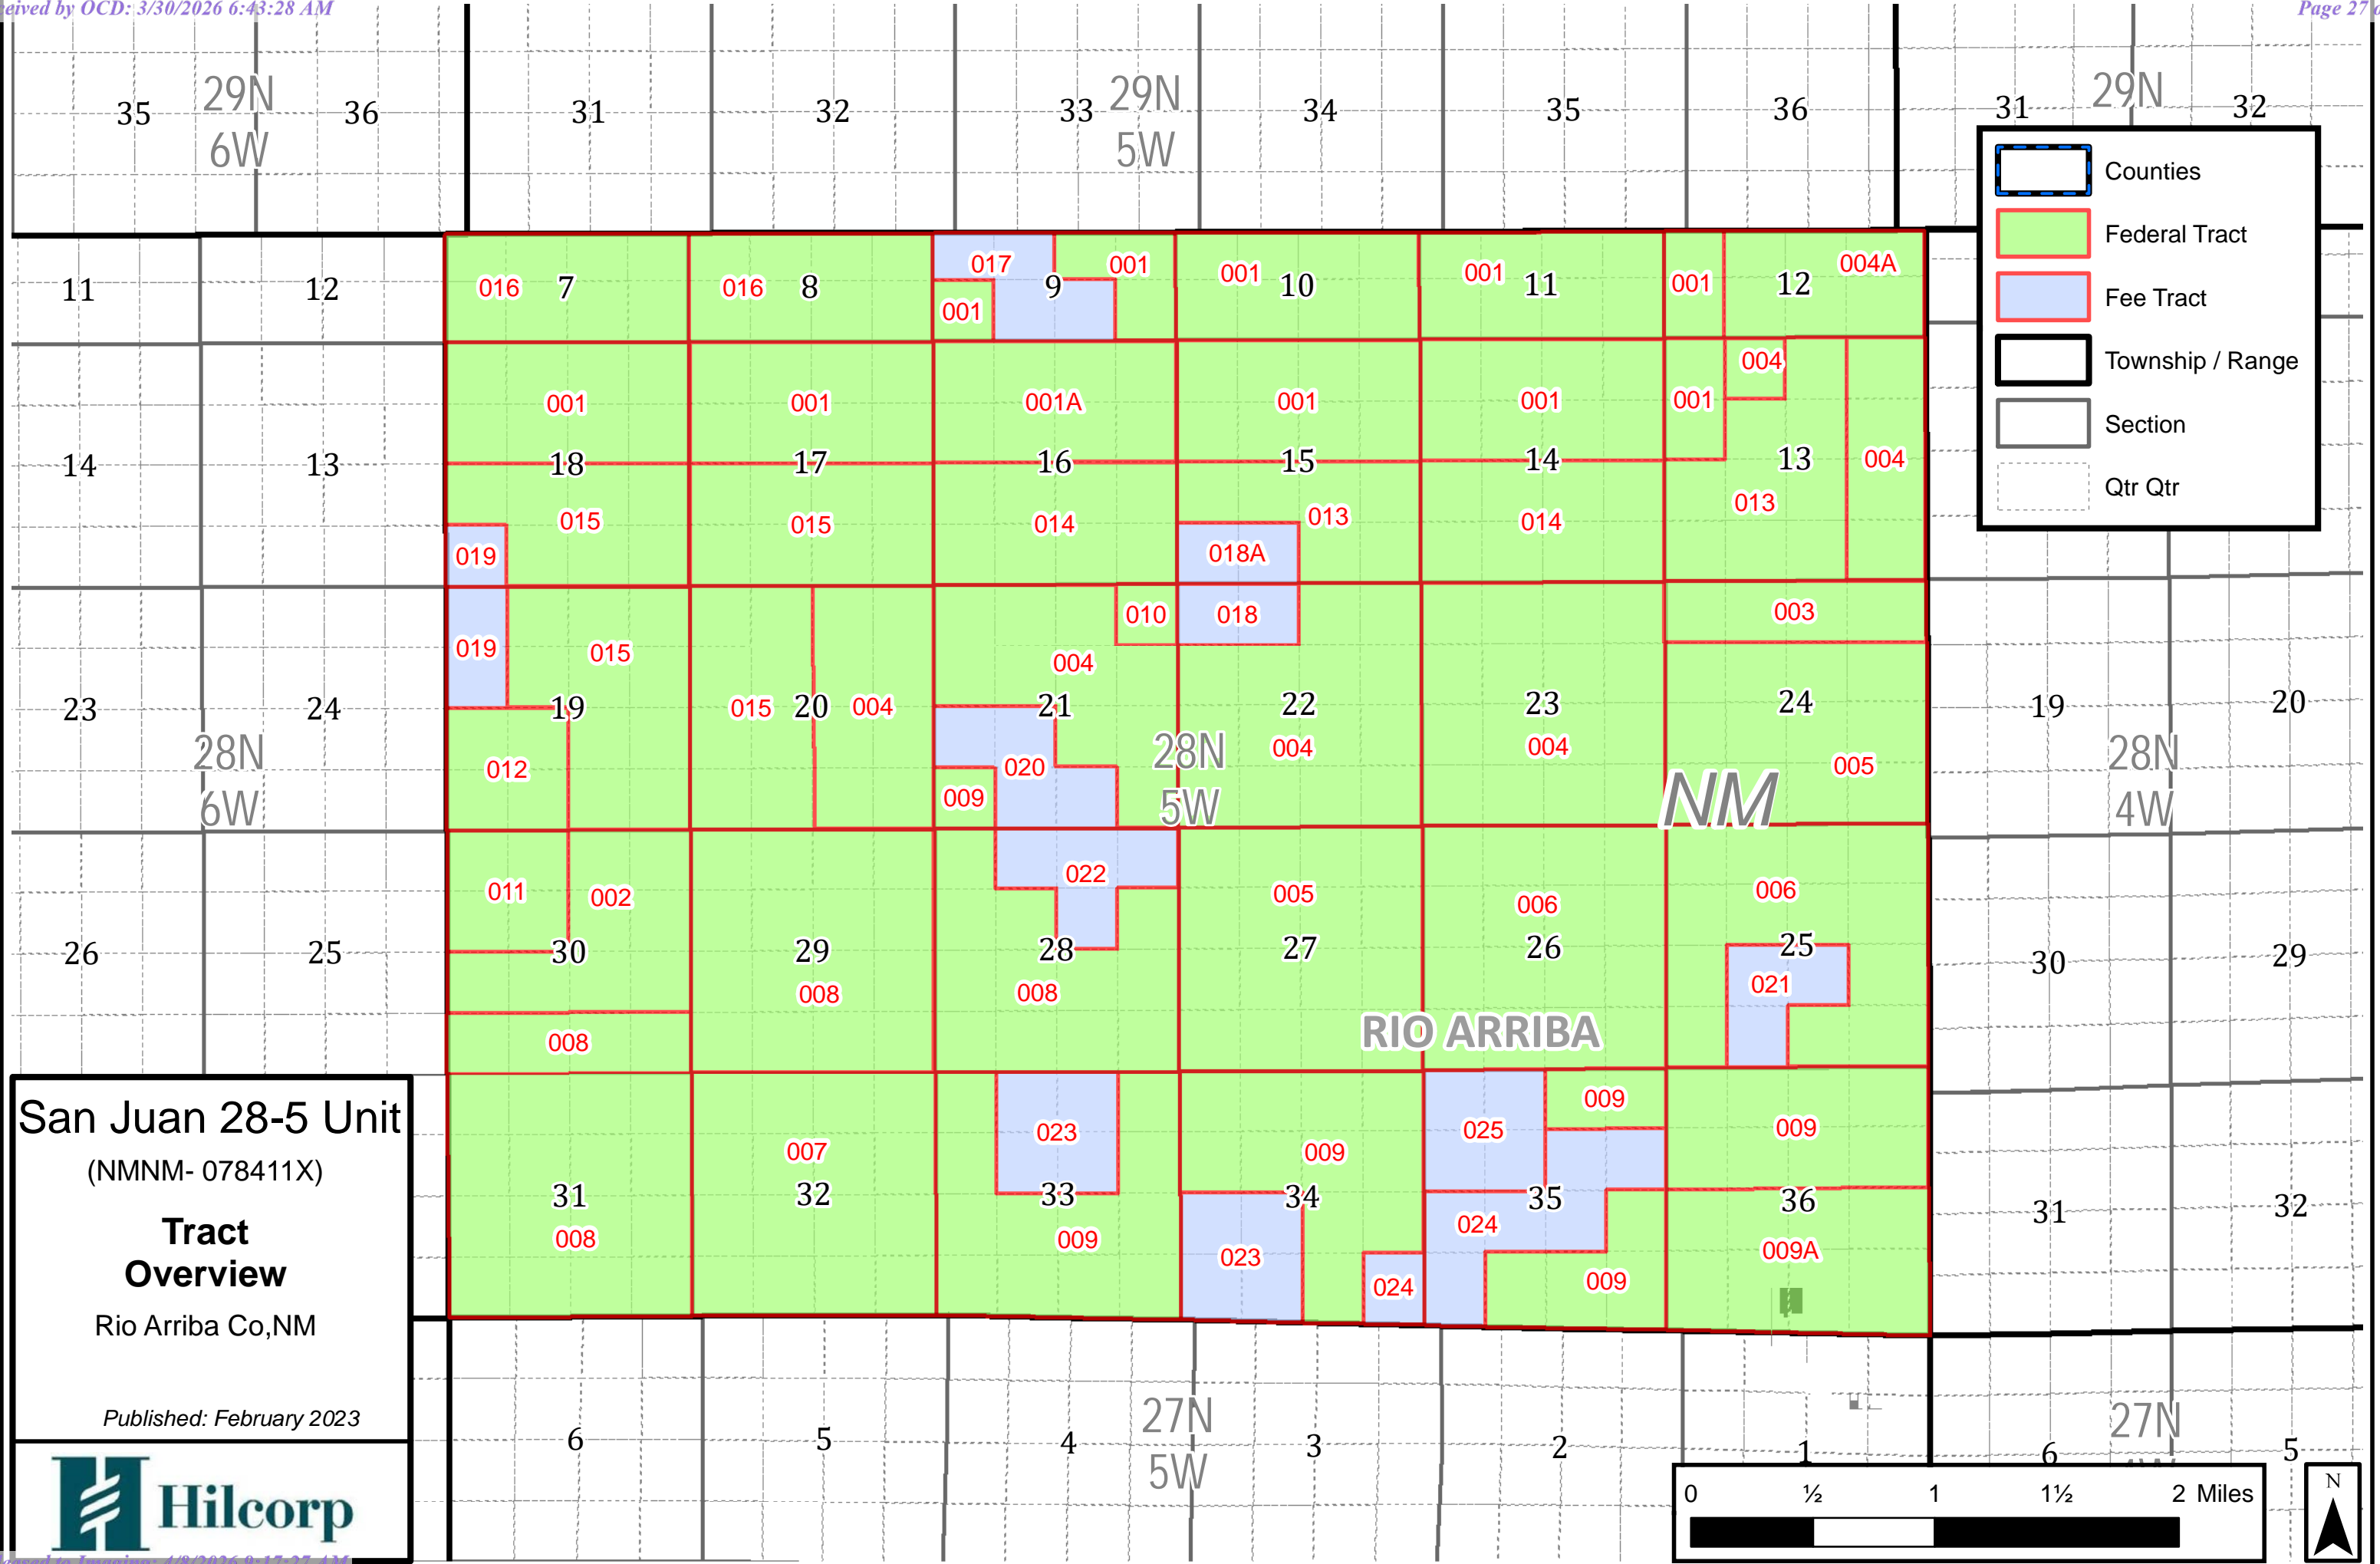 eived by OCD: 3/30/2026 6:43:28 AM
Page 27 o
29N
6W
29N
5W
29N
35 36 31 32 33 34 35 36 31 32
Counties
Federal Tract
Fee Tract
Township / Range
Section
Qtr Qtr
11 12 016 7 016 8 017 001 9 001 001 10 001 11 001 12 004A
001 001 001A 001 001 001 004
14 13 18 17 16 15 14 13 004
015 015 014 013 014 013
019 018A
010 018 003
019 015 004
23 24 19 015 20 004 21 22 23 24 19 20
28N
6W
28N
5W
28N
4W
NM
012 020 009 004 004 005
011 002 022 005 006 006
26 25 30 29 28 27 26 25 30 29
008 008 008 021
RIO ARRIBA
007 023 009 025 009 009
31 32 33 34 35 36 31 32
008 009 023 024 024 009 009A
San Juan 28-5 Unit
(NMNM- 078411X)
Tract
Overview
Rio Arriba Co,NM
Published: February 2023
Hilcorp
6 5 4 3 2 1 6 5
27N
5W
27N
0 ½ 1 1½ 2 Miles
N